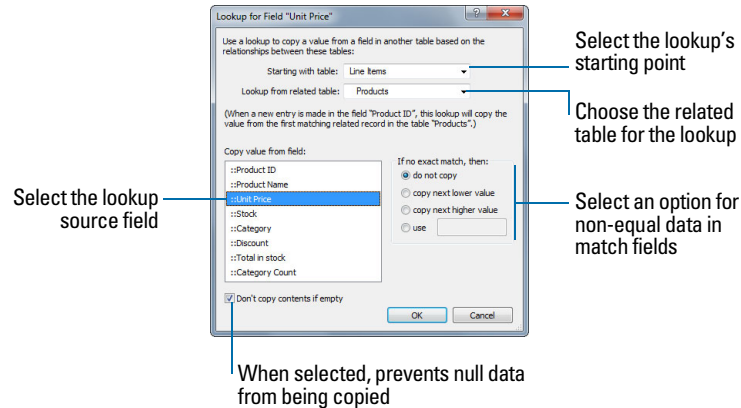 Lookup for Field "Unit Price"
Use a lookup to copy a value from a field in another table based on the
relationships between these tables:
Starting with table: Line Items
Lookup from related table: Products
(When a new entry is made in the field "Product ID", this lookup will copy the
value from the first matching related record in the table "Products".)
Copy value from field:
::Product ID
::Product Name
::Unit Price
::Stock
::Category
::Discount
::Total in stock
::Category Count
If no exact match, then:
do not copy
copy next lower value
copy next higher value
use
Don't copy contents if empty
OK Cancel
Select the lookup's
starting point
Choose the related
table for the lookup
Select the lookup
source field
Select an option for
non-equal data in
match fields
When selected, prevents null data
from being copied